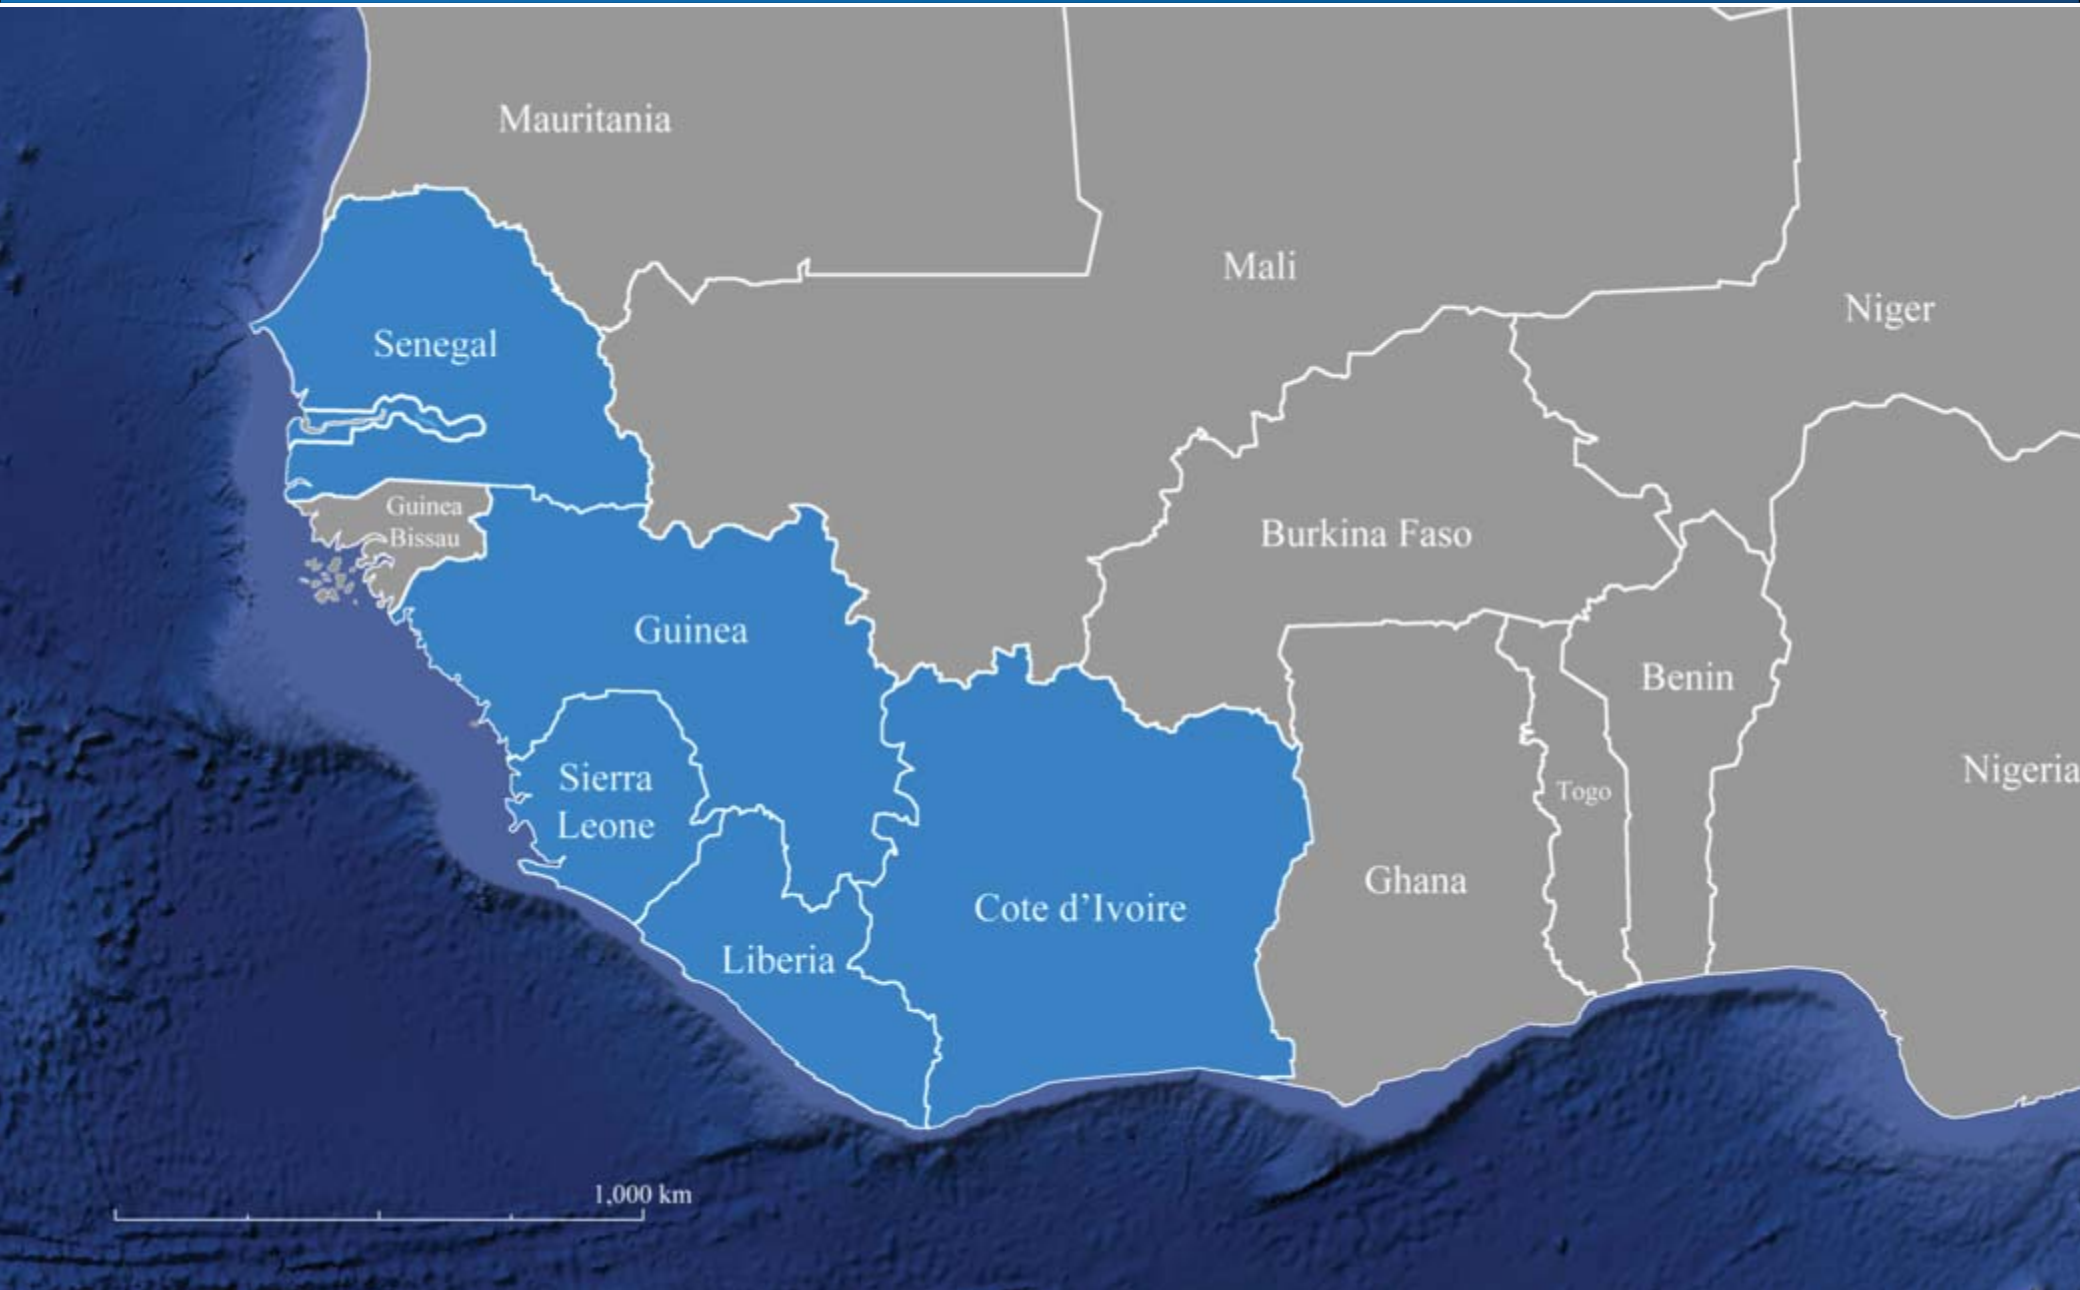 Mauritania
Mali
Niger
Senegal
Guinea
Bissau
Burkina Faso
Guinea
Benin
Nigeria
Sierra
Leone
Togo
Ghana
Cote d’Ivoire
Liberia
1,000 km